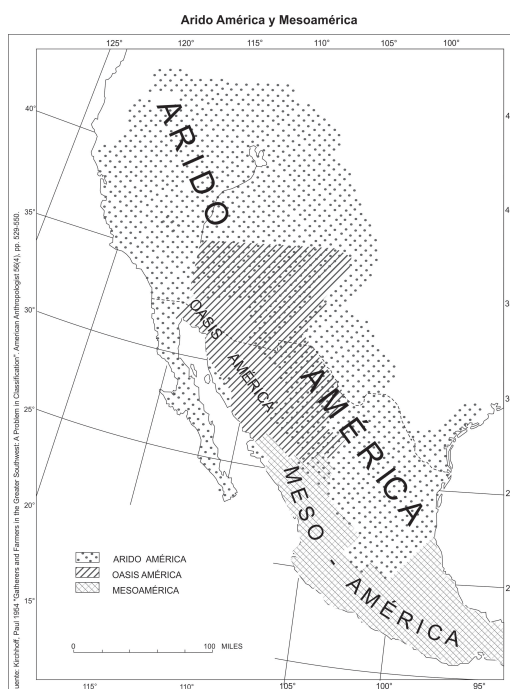 Arido América y Mesoamérica
125° 120° 115° 110° 105° 100°
40°
35°
30°
25°
20°
15°
ARIDO
AMÉRICA
OASIS AMÉRICA
MESO - AMÉRICA
ARIDO AMÉRICA
OASIS AMÉRICA
MESOAMÉRICA
0 100 MILES
115° 110° 105° 100° 95°
Kirchhoff, Paul 1954 "Gatherers and Farmers in the Greater Southwest: A Problem in Classification". American Anthropologist 56(4), pp. 529-550.